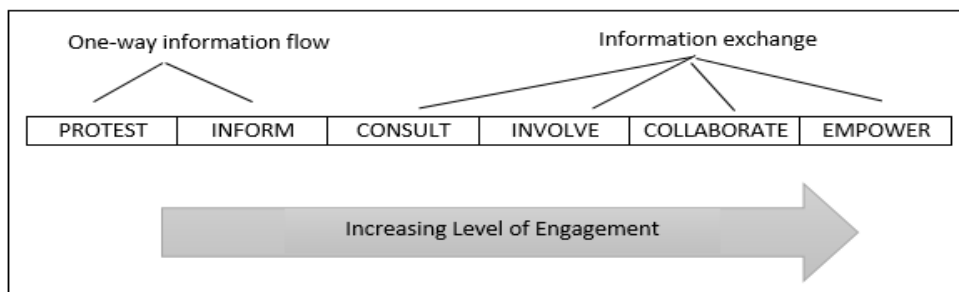 One-way information flow
Information exchange
PROTEST INFORM CONSULT INVOLVE COLLABORATE EMPOWER
Increasing Level of Engagement